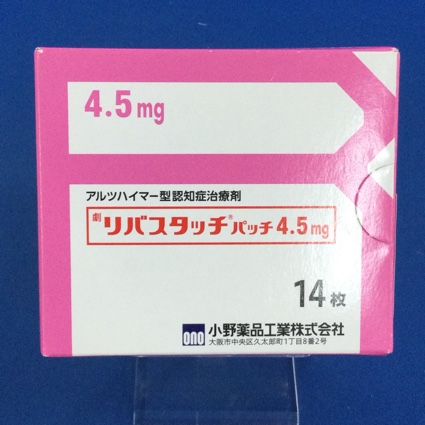 4.5mg
アルツハイマー型認知症治療剤
劇 リバスタッチ®パッチ4.5mg
14枚
ono 小野薬品工業株式会社
大阪市中央区久太郎町1丁目8番2号